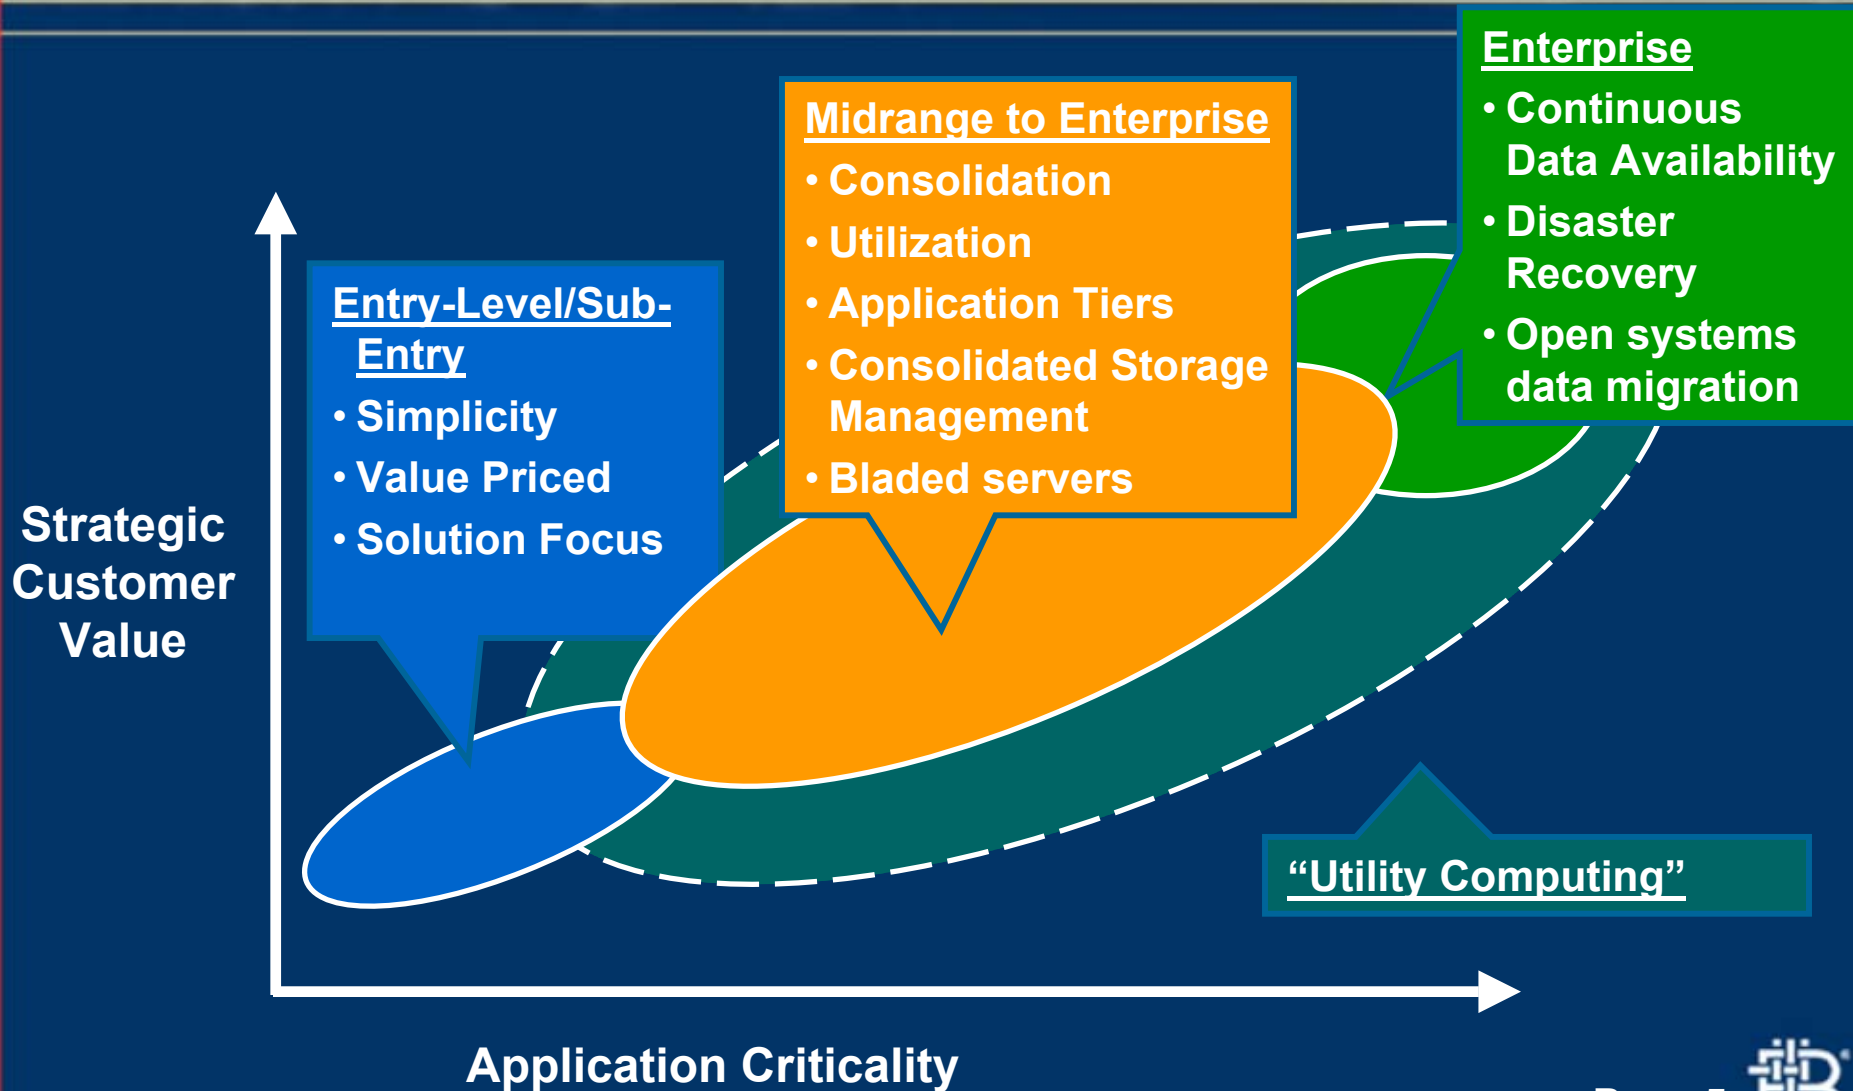 Enterprise
• Continuous
Data Availability
• Disaster
Recovery
• Open systems
data migration
Midrange to Enterprise
• Consolidation
• Utilization
• Application Tiers
• Consolidated Storage
Management
• Bladed servers
Entry-Level/Sub-
Entry
• Simplicity
• Value Priced
• Solution Focus
Strategic
Customer
Value
“Utility Computing”
Application Criticality